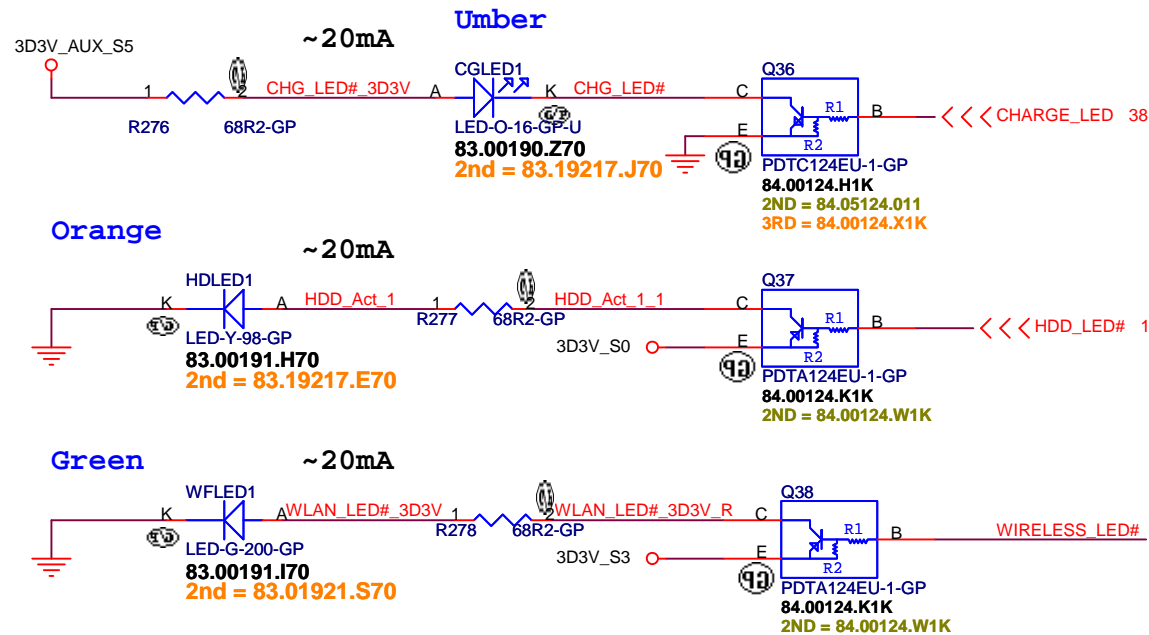 Umber
~20mA
3D3V_AUX_S5
1 2 CHG_LED#_3D3V A CGLED1 K CHG_LED# C Q36
R276 68R2-GP
LED-O-16-GP-U
83.00190.Z70
2nd = 83.19217.J70
E R1 R2 B CHARGE_LED 38
GP
PDTC124EU-1-GP
84.00124.H1K
2ND = 84.05124.011
3RD = 84.00124.X1K
Orange
~20mA
HDLED1
K A HDD_Act_1 1 2 HDD_Act_1_1 C Q37
R277 68R2-GP
LED-Y-98-GP
83.00191.H70
2nd = 83.19217.E70
3D3V_S0 E R1 R2 B HDD_LED# 1
GP
PDTA124EU-1-GP
84.00124.K1K
2ND = 84.00124.W1K
Green
~20mA
WFLED1
K A WLAN_LED#_3D3V 1 2 WLAN_LED#_3D3V_R C Q38
R278 68R2-GP
LED-G-200-GP
83.00191.I70
2nd = 83.01921.S70
3D3V_S3 E R1 R2 B WIRELESS_LED#
GP
PDTA124EU-1-GP
84.00124.K1K
2ND = 84.00124.W1K